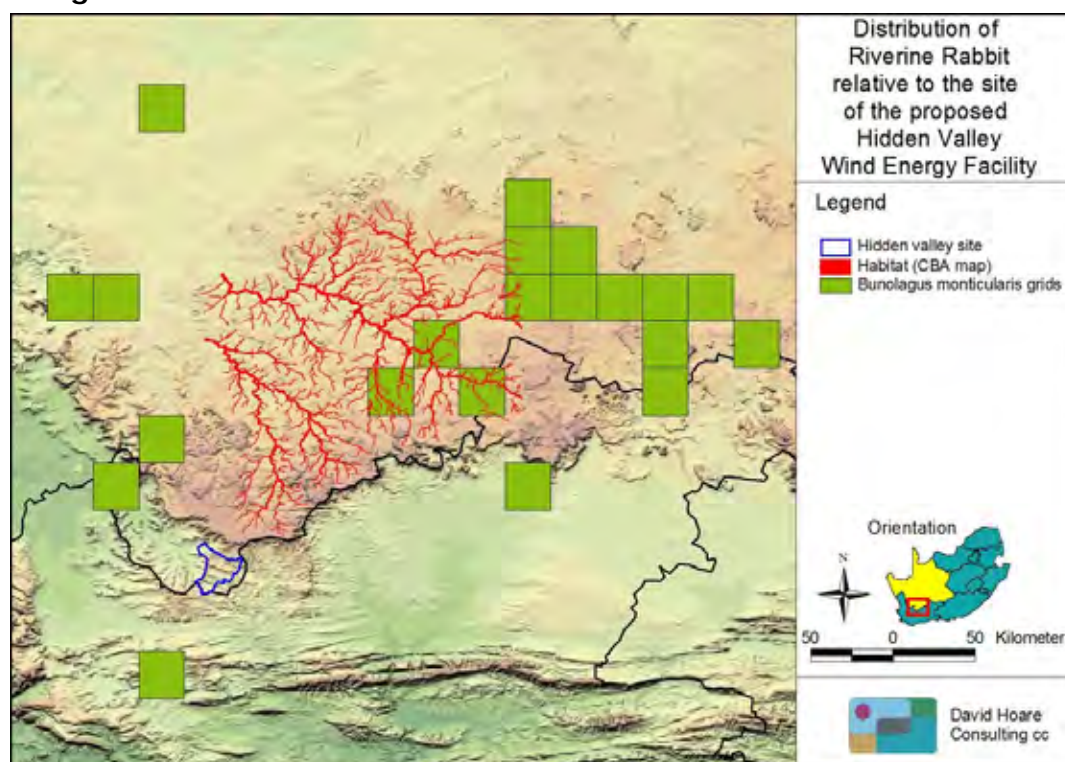 Distribution of
Riverine Rabbit
relative to the site
of the proposed
Hidden Valley
Wind Energy Facility
Legend
Hidden valley site
Habitat (CBA map)
Bunolagus monticularis grids
Orientation
N
50 0 50 Kilometer
David Hoare
Consulting cc